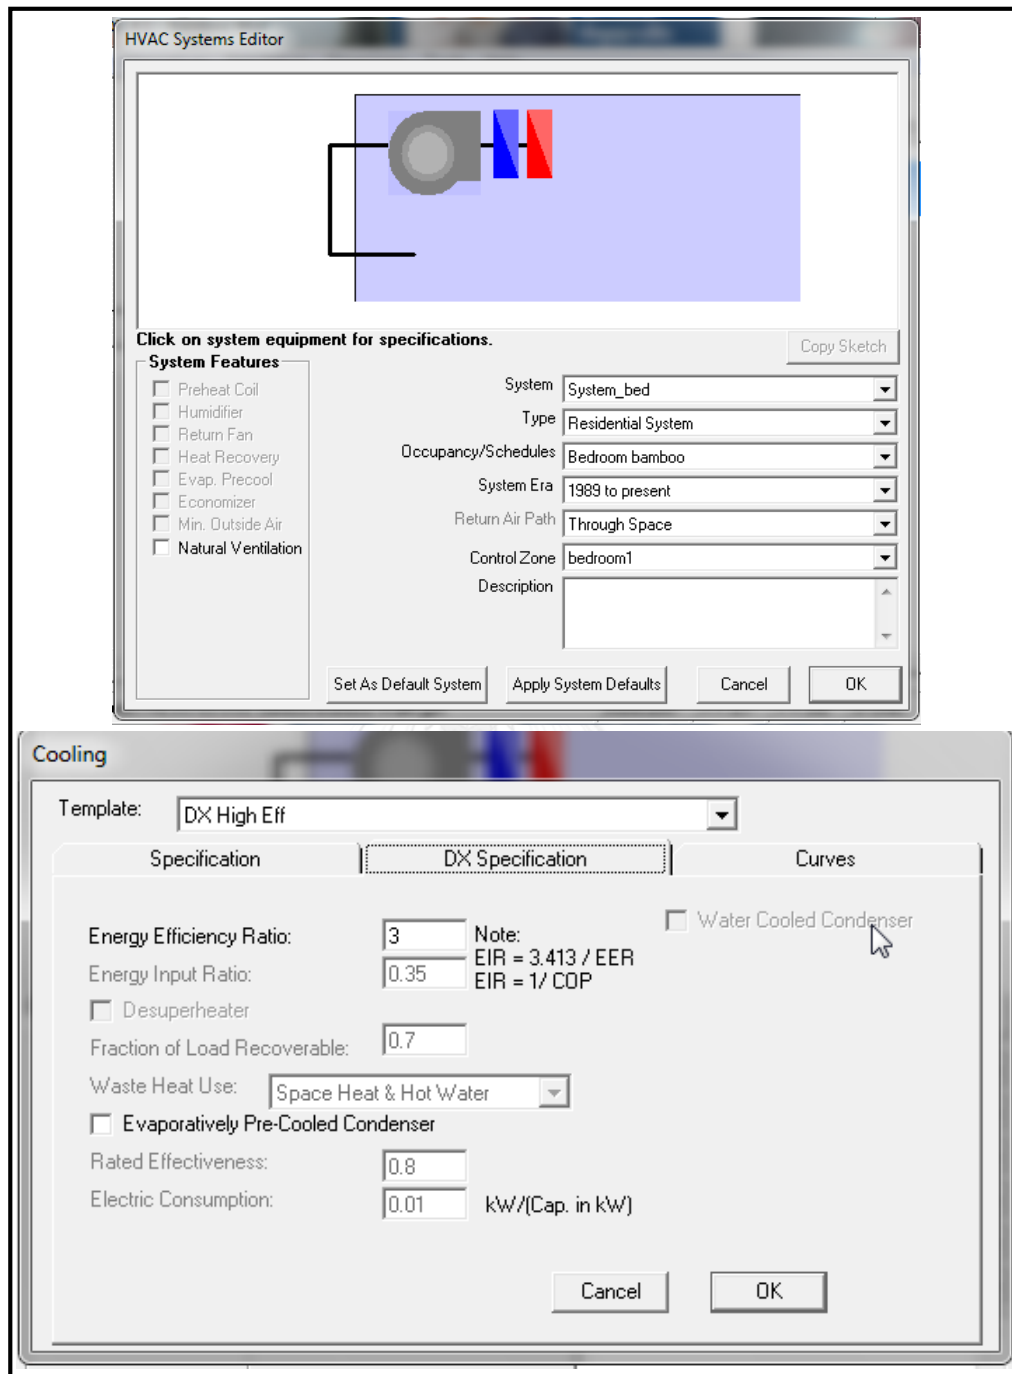 HVAC Systems Editor
Click on system equipment for specifications.
Copy Sketch
System Features
Preheat Coil
Humidifier
Return Fan
Heat Recovery
Evap. Precool
Economizer
Min. Outside Air
Natural Ventilation
System System_bed
Type Residential System
Occupancy/Schedules Bedroom bamboo
System Era 1989 to present
Return Air Path Through Space
Control Zone bedroom1
Description
Set As Default System Apply System Defaults Cancel OK
Cooling
Template: DX High Eff
Specification DX Specification Curves
Energy Efficiency Ratio: 3 Note:
Water Cooled Condenser
EIR = 3.413 / EER
Energy Input Ratio: 0.35 EIR = 1/ COP
Desuperheater
Fraction of Load Recoverable: 0.7
Waste Heat Use: Space Heat & Hot Water
Evaporatively Pre-Cooled Condenser
Rated Effectiveness: 0.8
Electric Consumption: 0.01 kW/(Cap. in kW)
Cancel OK